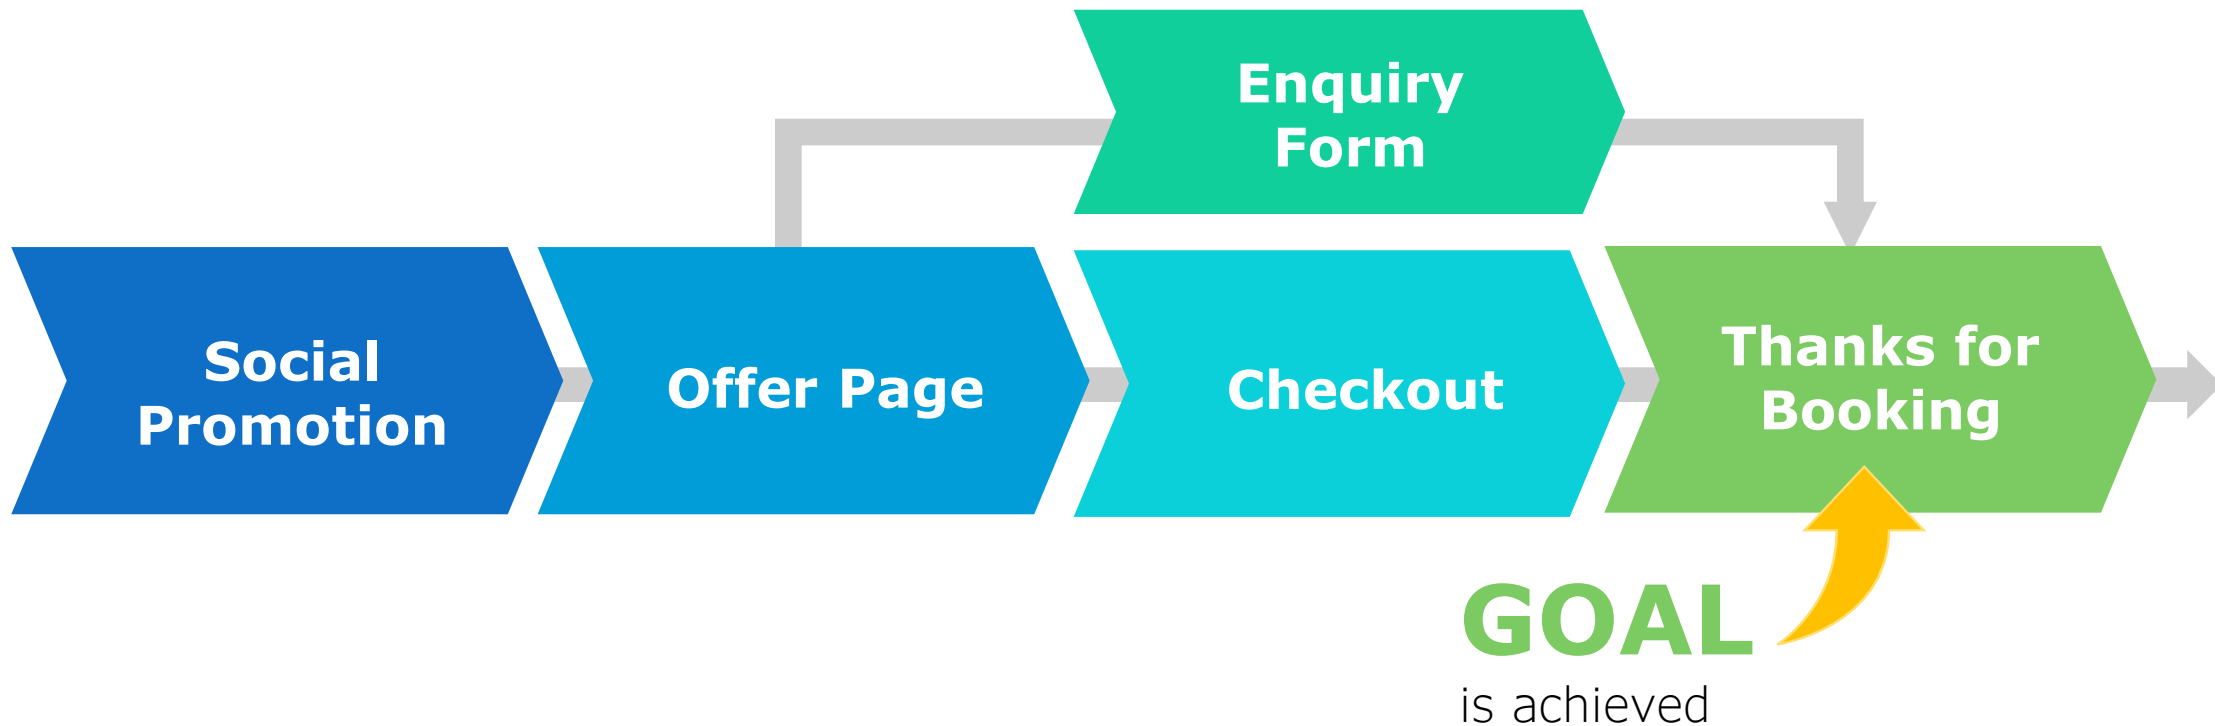 Enquiry
Form
Social
Promotion
Offer Page
Checkout
Thanks for
Booking
GOAL
is achieved